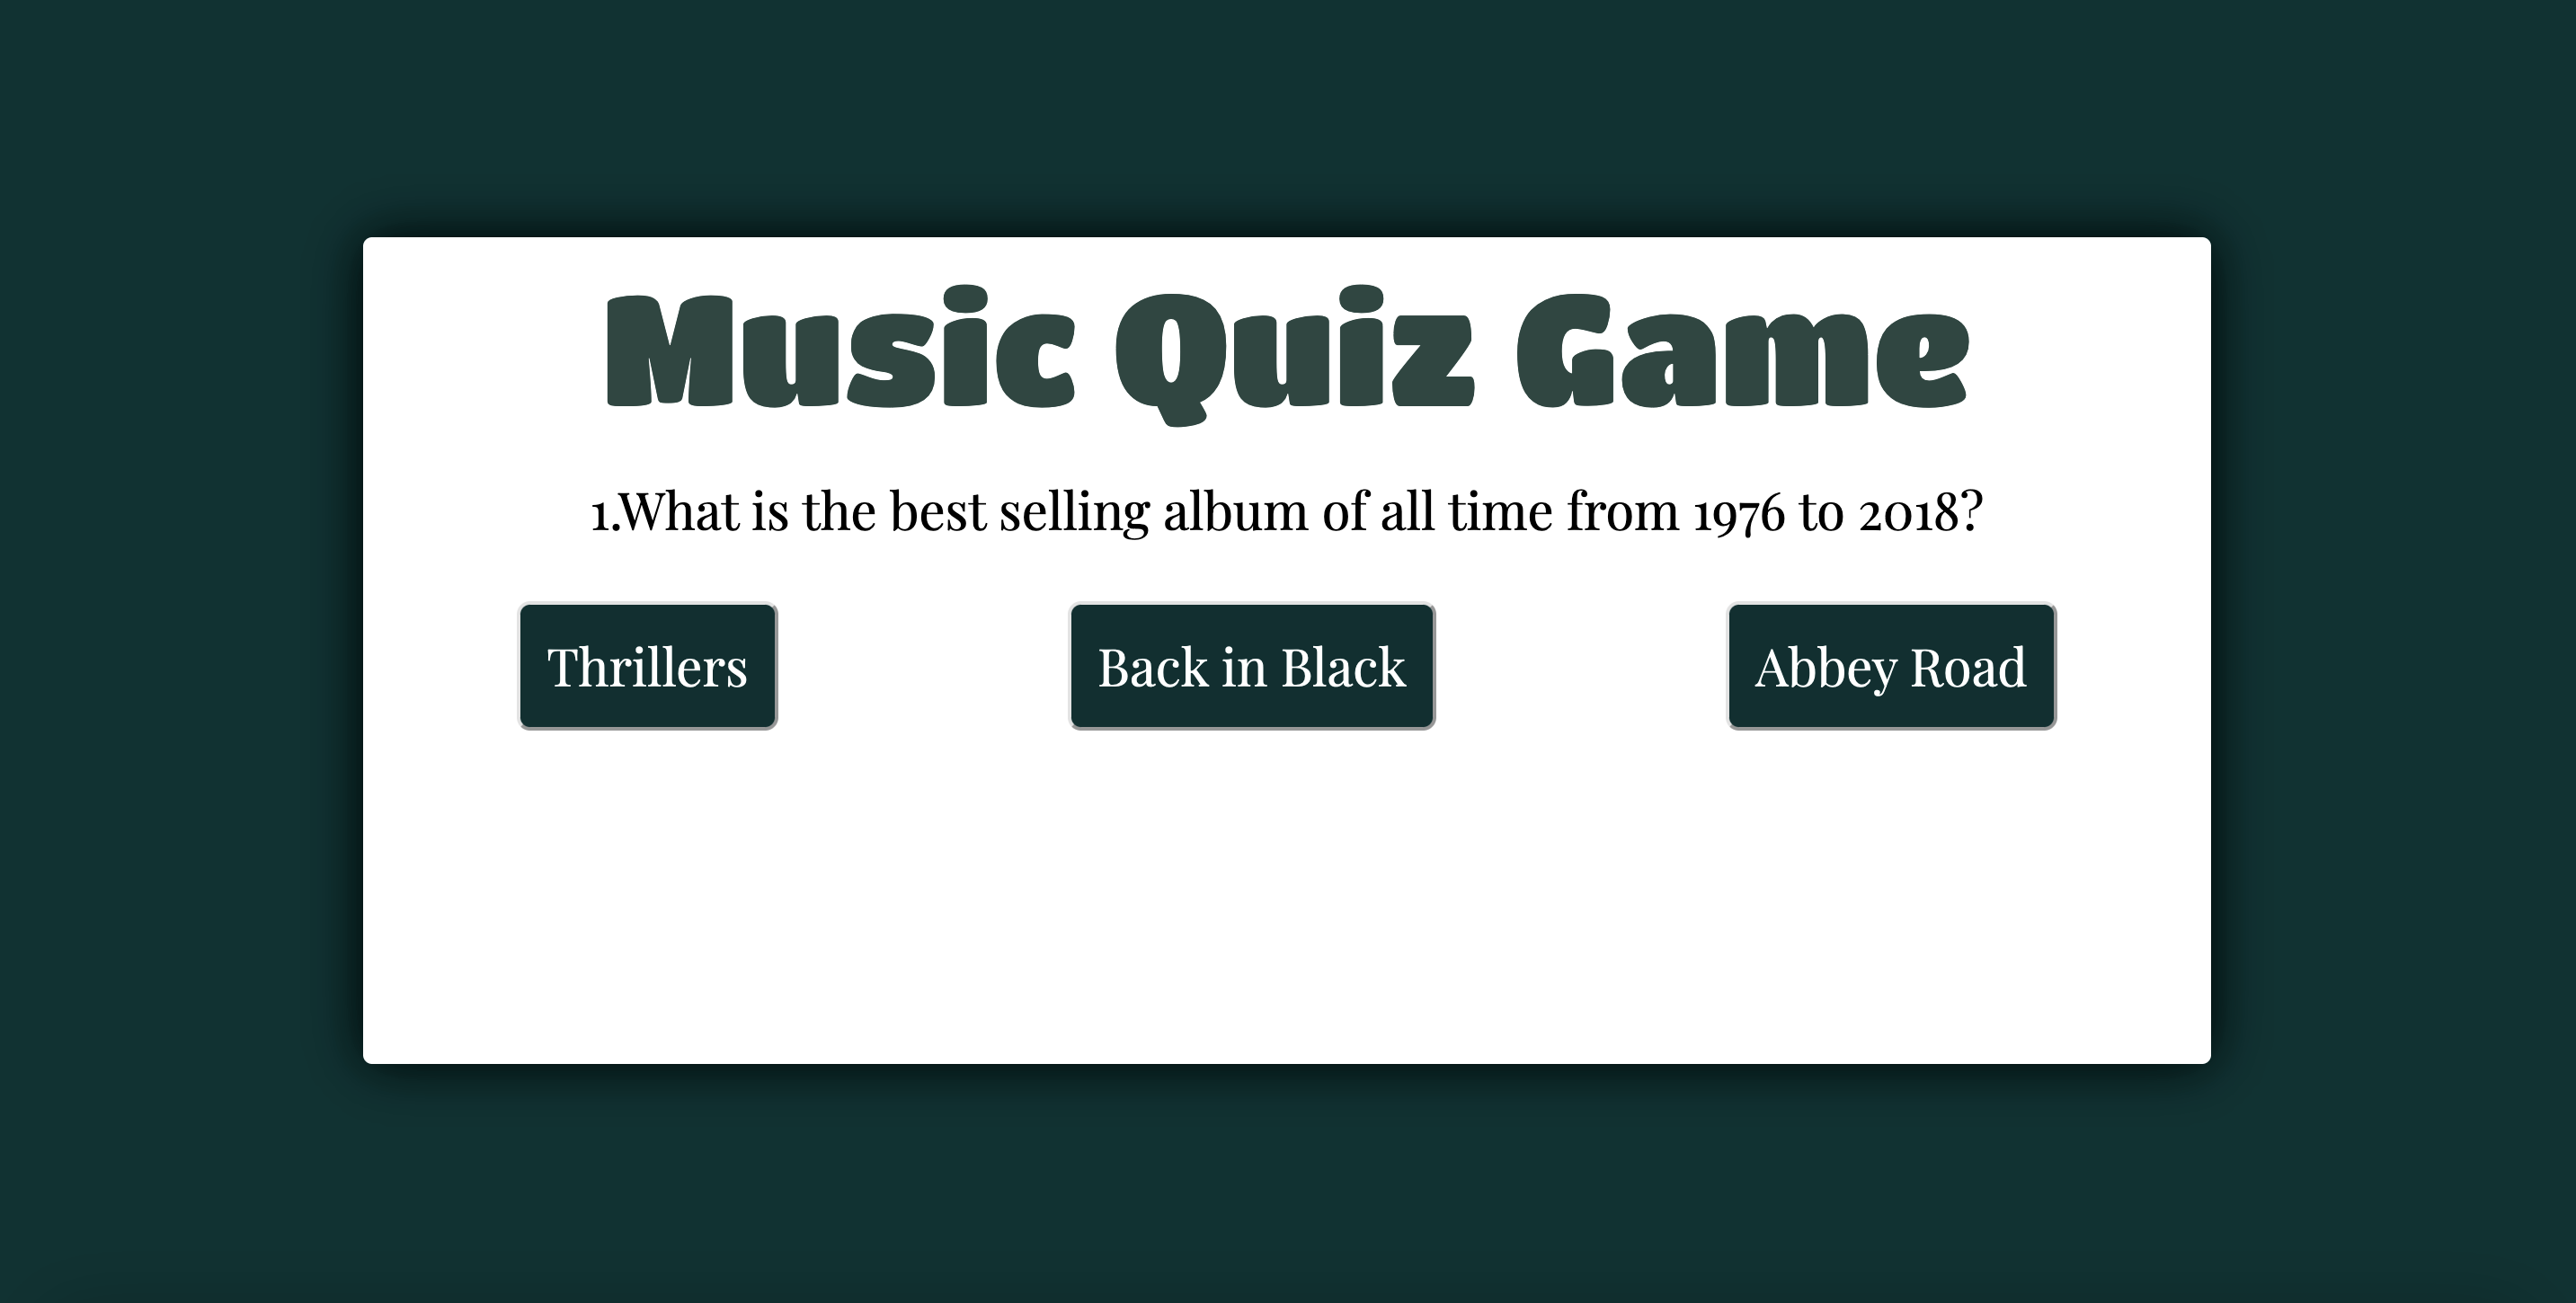 Music Quiz Game
1.What is the best selling album of all time from 1976 to 2018?
Thrillers
Back in Black
Abbey Road